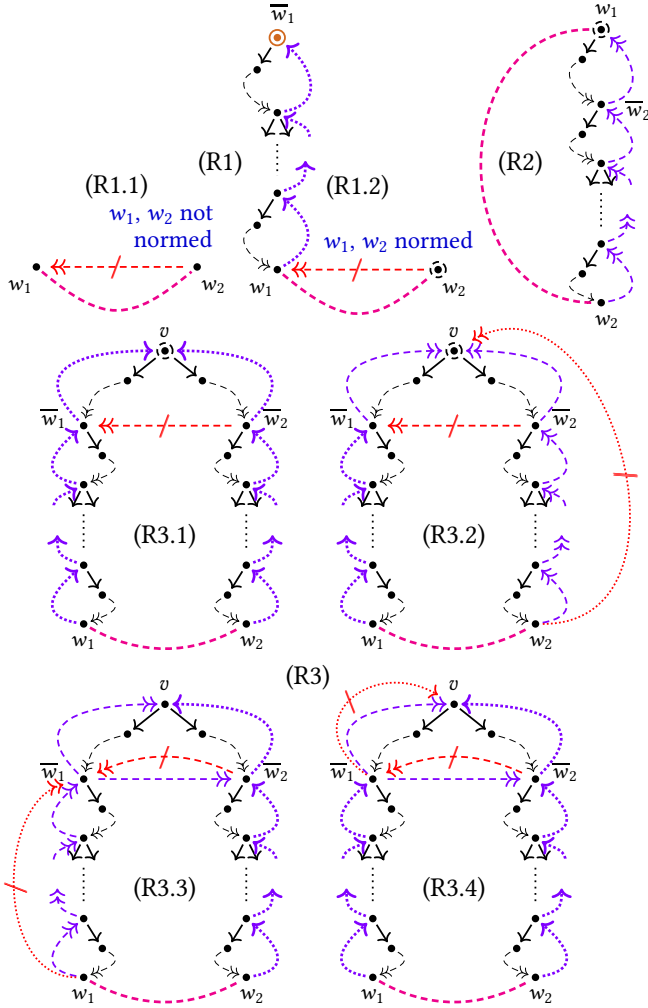 w̅₁
w₁
w̅₂
(R1)
(R2)
(R1.1)
(R1.2)
w₁, w₂ not
normed
w₁, w₂ normed
w₁
w₂
w₁
w₂
w₂
v
v
w̅₁
w̅₂
w̅₁
w̅₂
(R3.1)
(R3.2)
w₁
w₂
w₁
w₂
(R3)
v
v
w̅₁
w̅₂
w̅₁
w̅₂
(R3.3)
(R3.4)
w₁
w₂
w₁
w₂